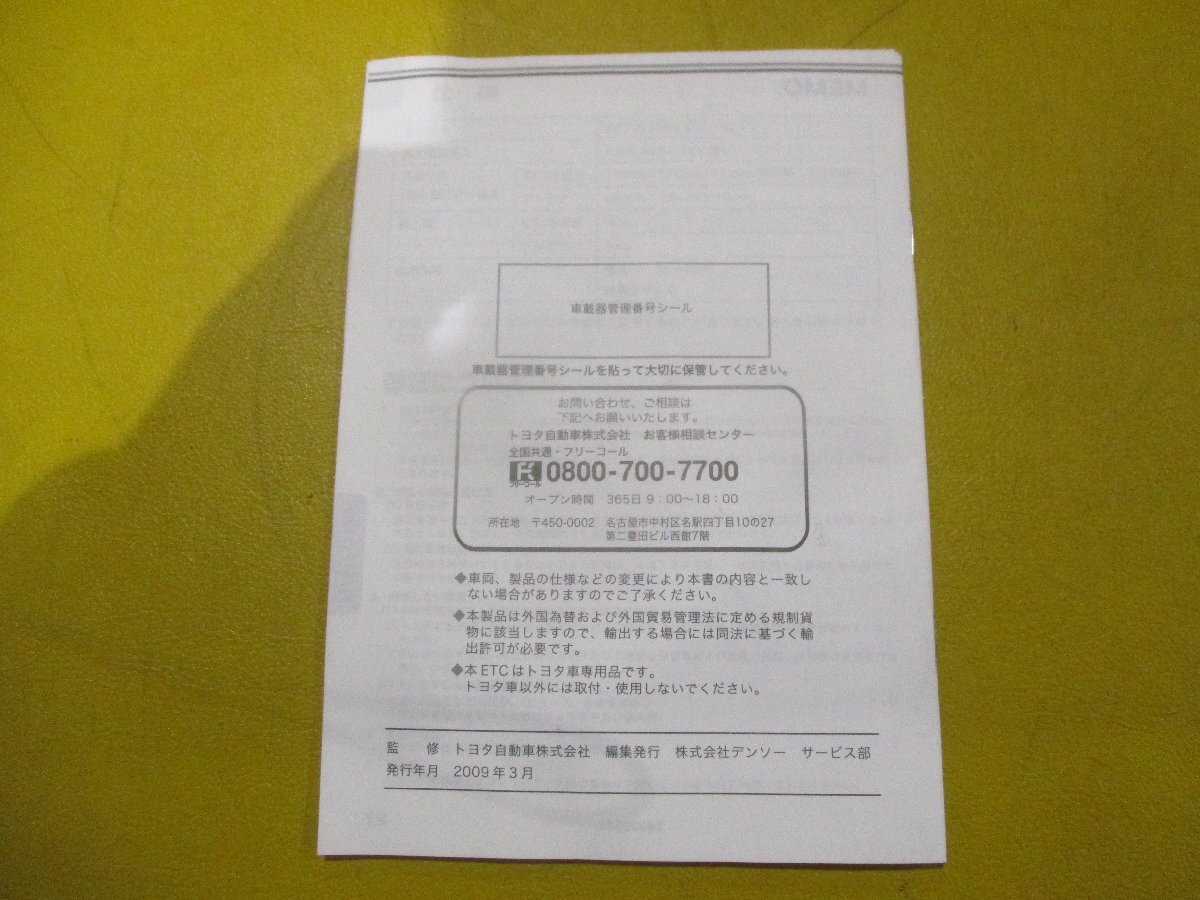 車載器管理番号シール
車載器管理番号シールを貼って大切に保管してください。
お問い合わせ、ご相談は
下記へお願いいたします。
トヨタ自動車株式会社　お客様相談センター
全国共通・フリーコール
フリーコール 0800-700-7700
オープン時間　365日 9：00〜18：00
所在地　〒450-0002　名古屋市中村区名駅四丁目10の27
第二豊田ビル西館7階
◆車両、製品の仕様などの変更により本書の内容と一致し
ない場合がありますのでご了承ください。
◆本製品は外国為替および外国貿易管理法に定める規制貨
物に該当しますので、輸出する場合には同法に基づく輸
出許可が必要です。
◆本ETCはトヨタ車専用品です。
トヨタ車以外には取付・使用しないでください。
監　修　トヨタ自動車株式会社　編集発行　株式会社デンソー　サービス部
発行年月　2009年3月